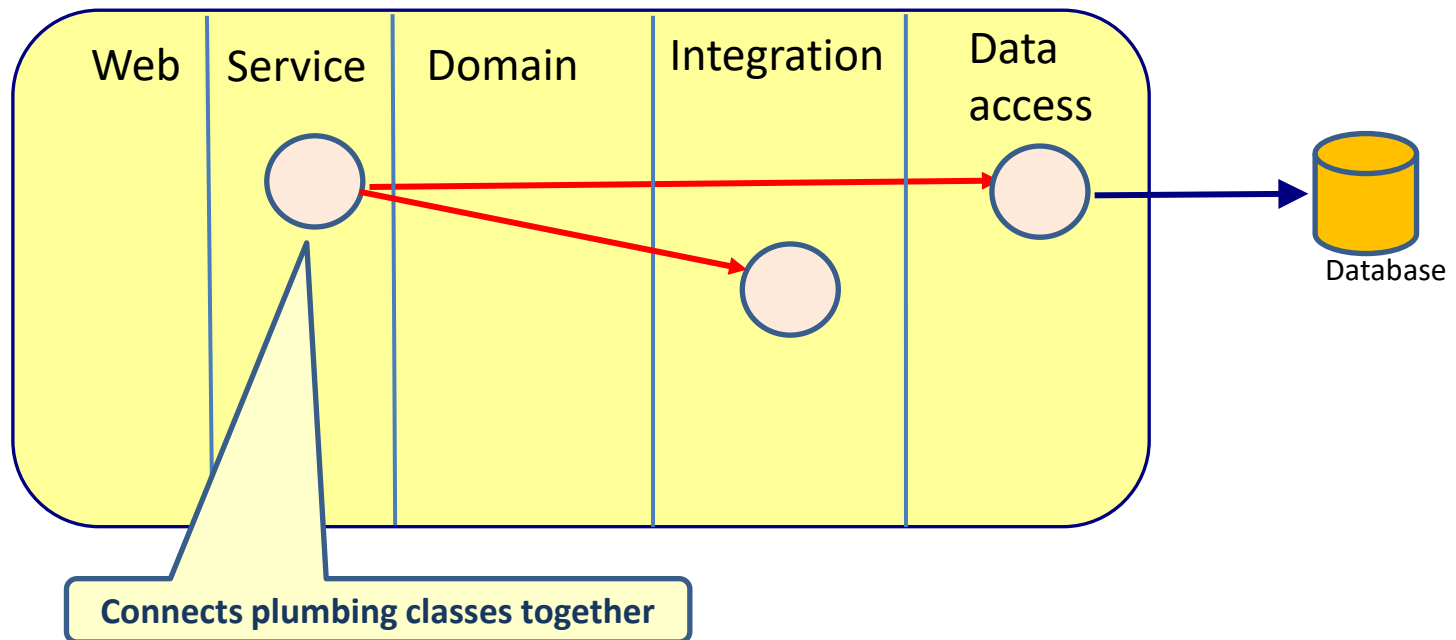 Web
Service
Domain
Integration
Data
access
Database
Connects plumbing classes together